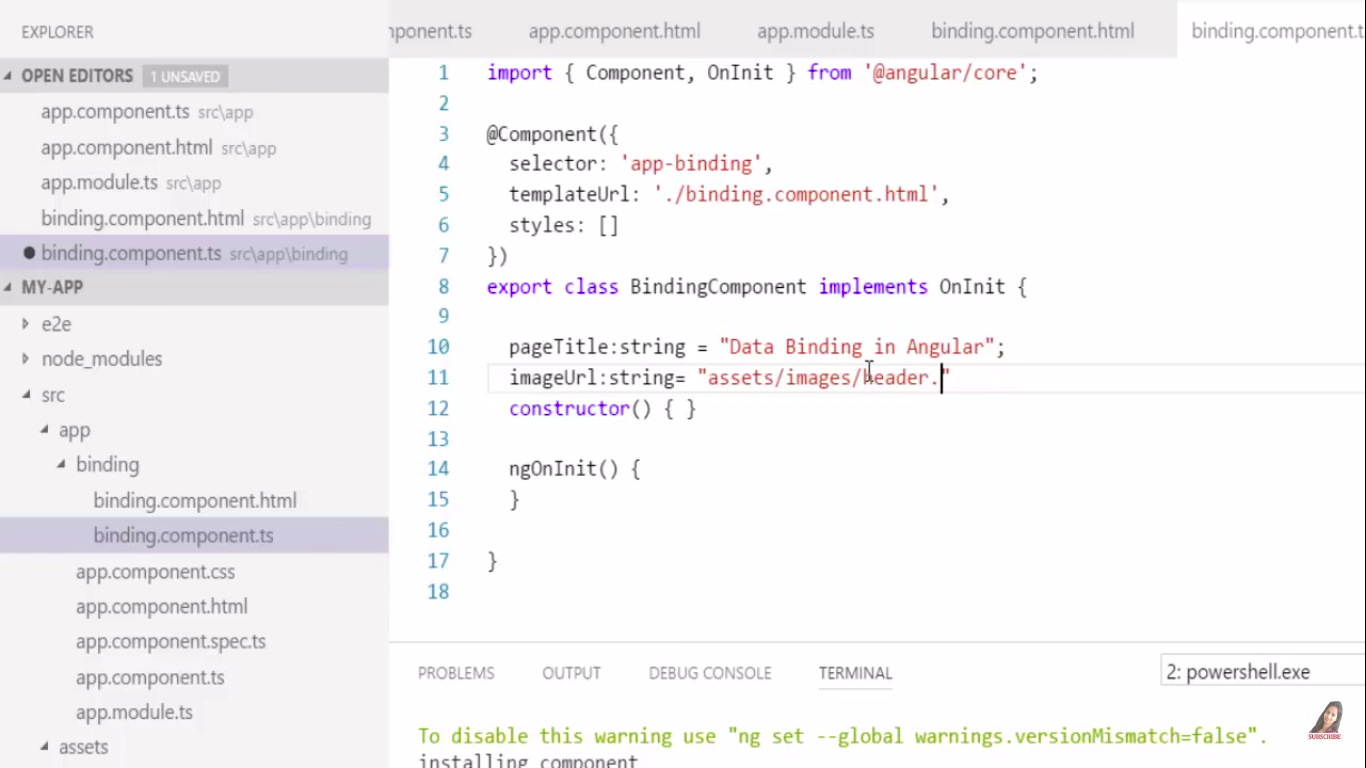 EXPLORER
OPEN EDITORS 1 UNSAVED
app.component.ts src\app
app.component.html src\app
app.module.ts src\app
binding.component.html src\app\binding
binding.component.ts src\app\binding
MY-APP
e2e
node_modules
src
app
binding
binding.component.html
binding.component.ts
app.component.css
app.component.html
app.component.spec.ts
app.component.ts
app.module.ts
assets
nponent.ts app.component.html app.module.ts binding.component.html binding.component.t
1 import { Component, OnInit } from '@angular/core';
2
3 @Component({
4 selector: 'app-binding',
5 templateUrl: './binding.component.html',
6 styles: []
7 })
8 export class BindingComponent implements OnInit {
9
10 pageTitle:string = "Data Binding in Angular";
11 imageUrl:string= "assets/images/header."
12 constructor() { }
13
14 ngOnInit() {
15 }
16
17 }
18
PROBLEMS OUTPUT DEBUG CONSOLE TERMINAL 2: powershell.exe
To disable this warning use "ng set --global warnings.versionMismatch=false".
installing component
SUBSCRIBE